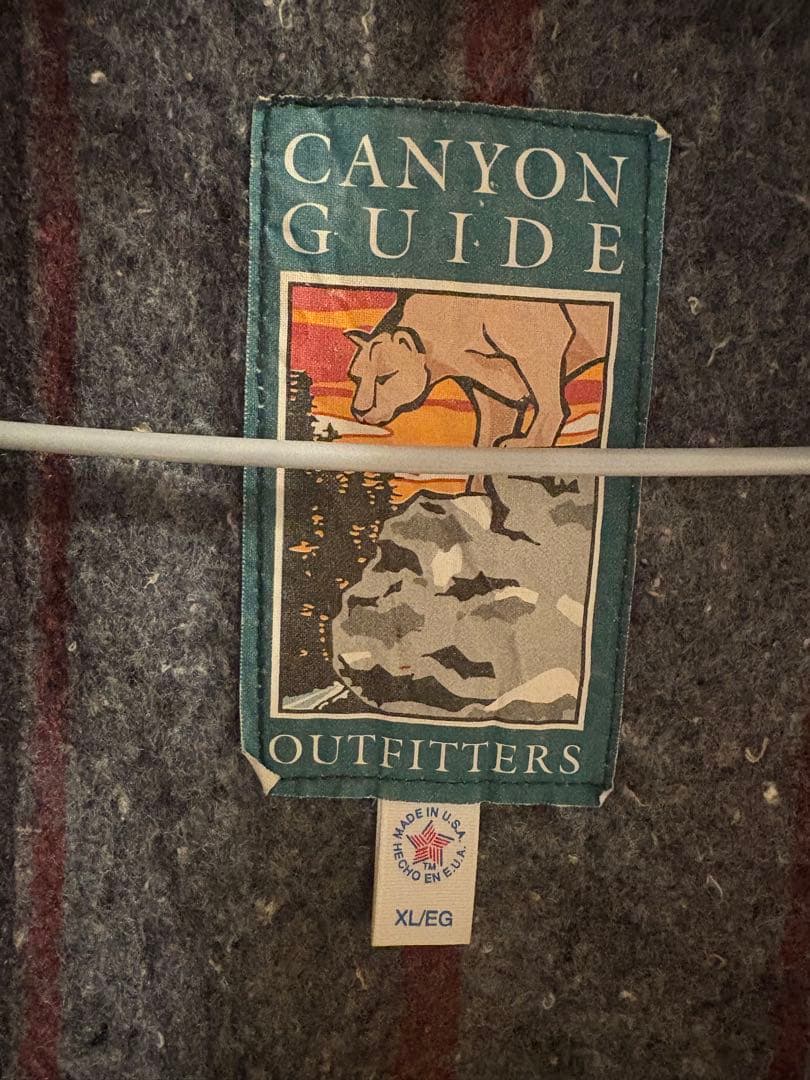 CANYON
GUIDE
OUTFITTERS
MADE IN U.S.A.
TM
HECHO EN E.U.A.
XL/EG